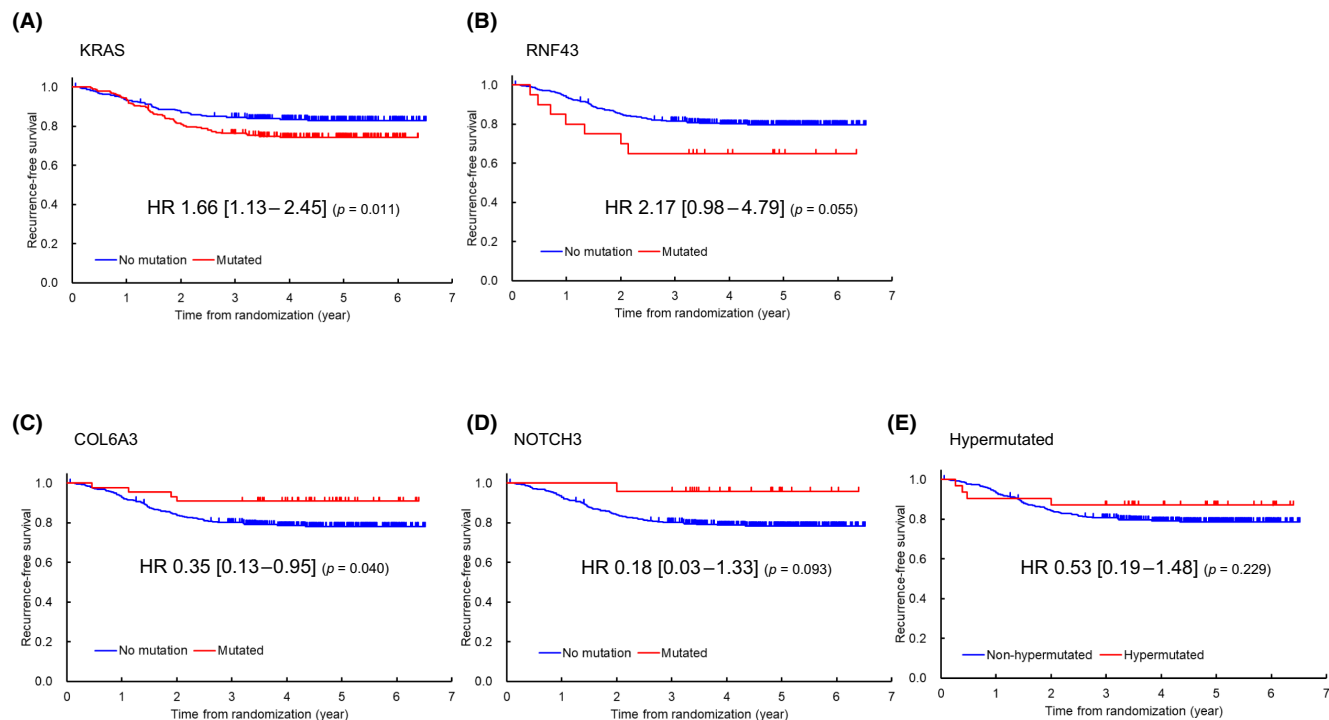 (A)
KRAS
Recurrence-free survival
1.0
0.8
0.6
0.4
0.2
0.0
HR 1.66 [1.13–2.45] (p = 0.011)
No mutation Mutated
0 1 2 3 4 5 6 7
Time from randomization (year)
(B)
RNF43
Recurrence-free survival
1.0
0.8
0.6
0.4
0.2
0.0
HR 2.17 [0.98–4.79] (p = 0.055)
No mutation Mutated
0 1 2 3 4 5 6 7
Time from randomization (year)
(C)
COL6A3
Recurrence-free survival
1.0
0.8
0.6
0.4
0.2
0.0
HR 0.35 [0.13–0.95] (p = 0.040)
No mutation Mutated
0 1 2 3 4 5 6 7
Time from randomization (year)
(D)
NOTCH3
Recurrence-free survival
1.0
0.8
0.6
0.4
0.2
0.0
HR 0.18 [0.03–1.33] (p = 0.093)
No mutation Mutated
0 1 2 3 4 5 6 7
Time from randomization (year)
(E)
Hypermutated
Recurrence-free survival
1.0
0.8
0.6
0.4
0.2
0.0
HR 0.53 [0.19–1.48] (p = 0.229)
Non-hypermutated Hypermutated
0 1 2 3 4 5 6 7
Time from randomization (year)